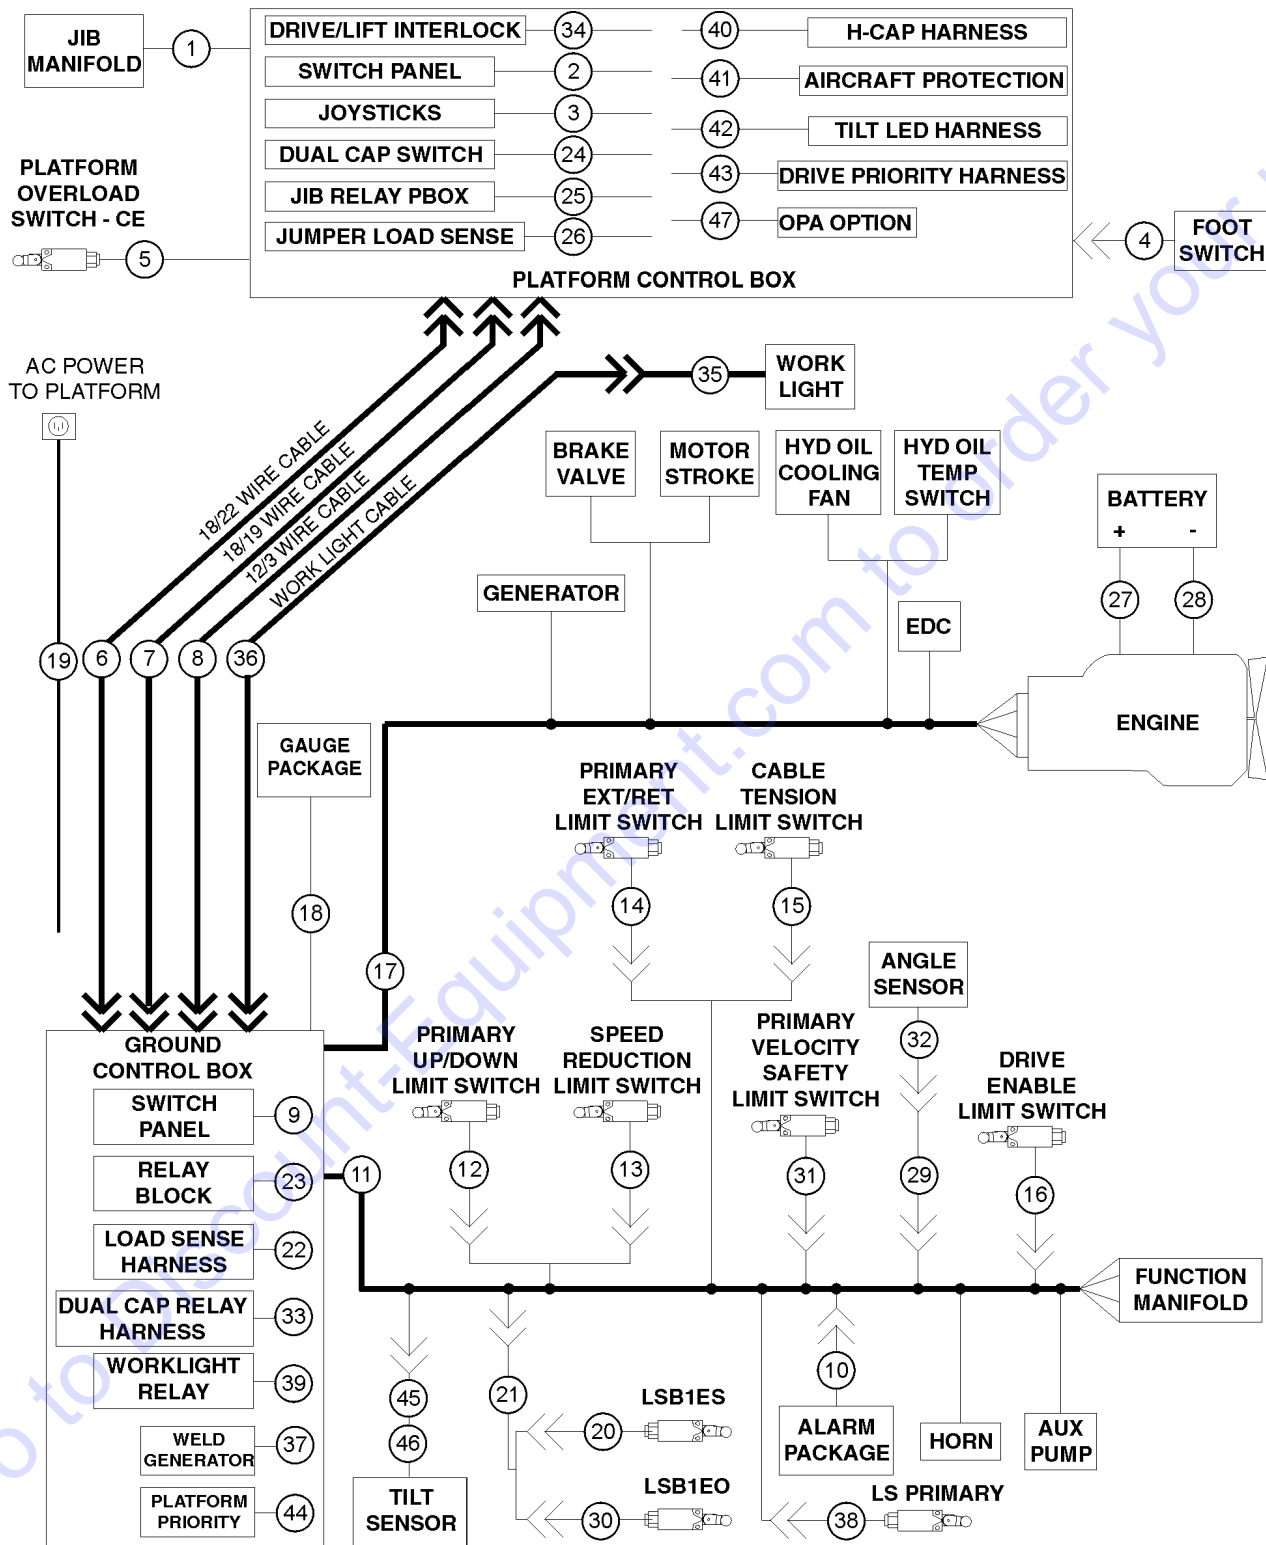 JIB
MANIFOLD
1
DRIVE/LIFT INTERLOCK
34
SWITCH PANEL
2
JOYSTICKS
3
DUAL CAP SWITCH
24
JIB RELAY PBOX
25
JUMPER LOAD SENSE
26
40
H-CAP HARNESS
41
AIRCRAFT PROTECTION
42
TILT LED HARNESS
43
DRIVE PRIORITY HARNESS
47
OPA OPTION
PLATFORM CONTROL BOX
PLATFORM
OVERLOAD
SWITCH - CE
5
4
FOOT
SWITCH
AC POWER
TO PLATFORM
18/22 WIRE CABLE
18/19 WIRE CABLE
12/3 WIRE CABLE
WORK LIGHT CABLE
35
WORK
LIGHT
BRAKE
VALVE
MOTOR
STROKE
HYD OIL
COOLING
FAN
HYD OIL
TEMP
SWITCH
BATTERY
+ -
27
28
GENERATOR
EDC
19
6
7
8
36
ENGINE
GAUGE
PACKAGE
18
17
PRIMARY
EXT/RET
LIMIT SWITCH
14
CABLE
TENSION
LIMIT SWITCH
15
ANGLE
SENSOR
32
29
GROUND
CONTROL BOX
SWITCH
PANEL
9
RELAY
BLOCK
23
LOAD SENSE
HARNESS
22
DUAL CAP RELAY
HARNESS
33
WORKLIGHT
RELAY
39
WELD
GENERATOR
37
PLATFORM
PRIORITY
44
11
PRIMARY
UP/DOWN
LIMIT SWITCH
12
SPEED
REDUCTION
LIMIT SWITCH
13
PRIMARY
VELOCITY
SAFETY
LIMIT SWITCH
31
DRIVE
ENABLE
LIMIT SWITCH
16
FUNCTION
MANIFOLD
45
46
TILT
SENSOR
21
20
LSB1ES
30
LSB1EO
10
ALARM
PACKAGE
HORN
AUX
PUMP
38
LS PRIMARY
to Discount-Equipment.com to order your